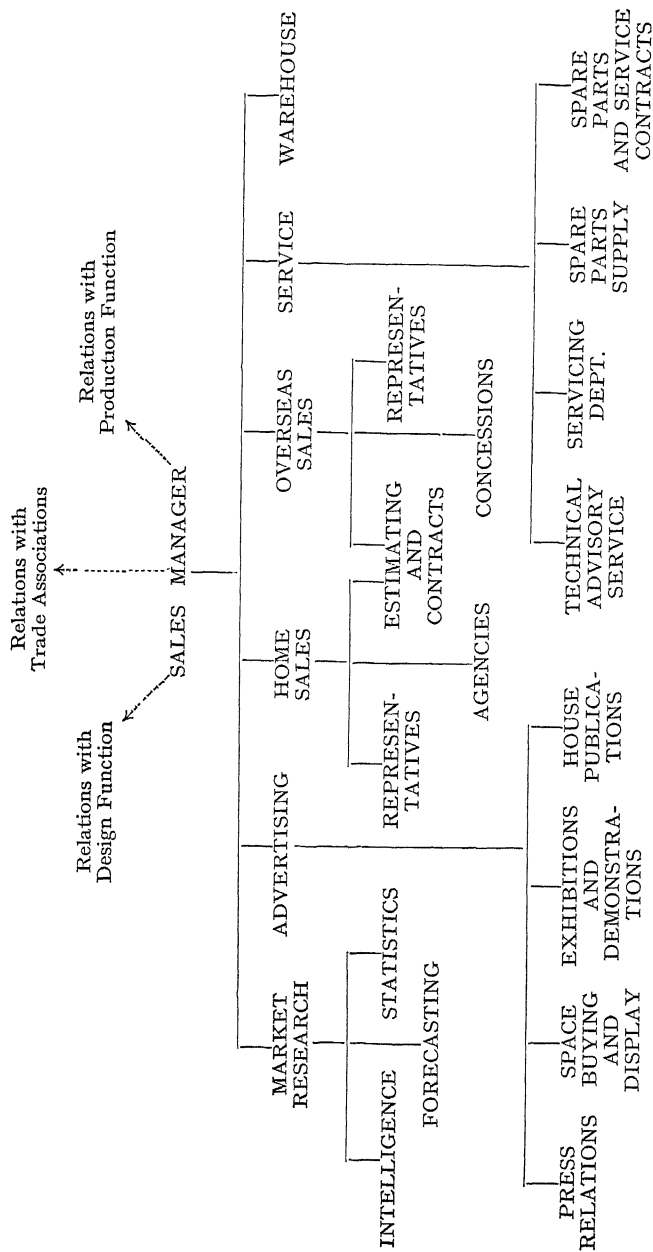 Relations with
Trade Associations
Relations with
Design Function
Relations with
Production Function
SALES MANAGER
MARKET
RESEARCH
ADVERTISING
HOME
SALES
OVERSEAS
SALES
SERVICE
WAREHOUSE
INTELLIGENCE
STATISTICS
FORECASTING
REPRESEN-
TATIVES
ESTIMATING
AND
CONTRACTS
REPRESEN-
TATIVES
AGENCIES
CONCESSIONS
PRESS
RELATIONS
SPACE
BUYING
AND
DISPLAY
EXHIBITIONS
AND
DEMONSTRA-
TIONS
HOUSE
PUBLICA-
TIONS
TECHNICAL
ADVISORY
SERVICE
SERVICING
DEPT.
SPARE
PARTS
SUPPLY
SPARE
PARTS
AND SERVICE
CONTRACTS